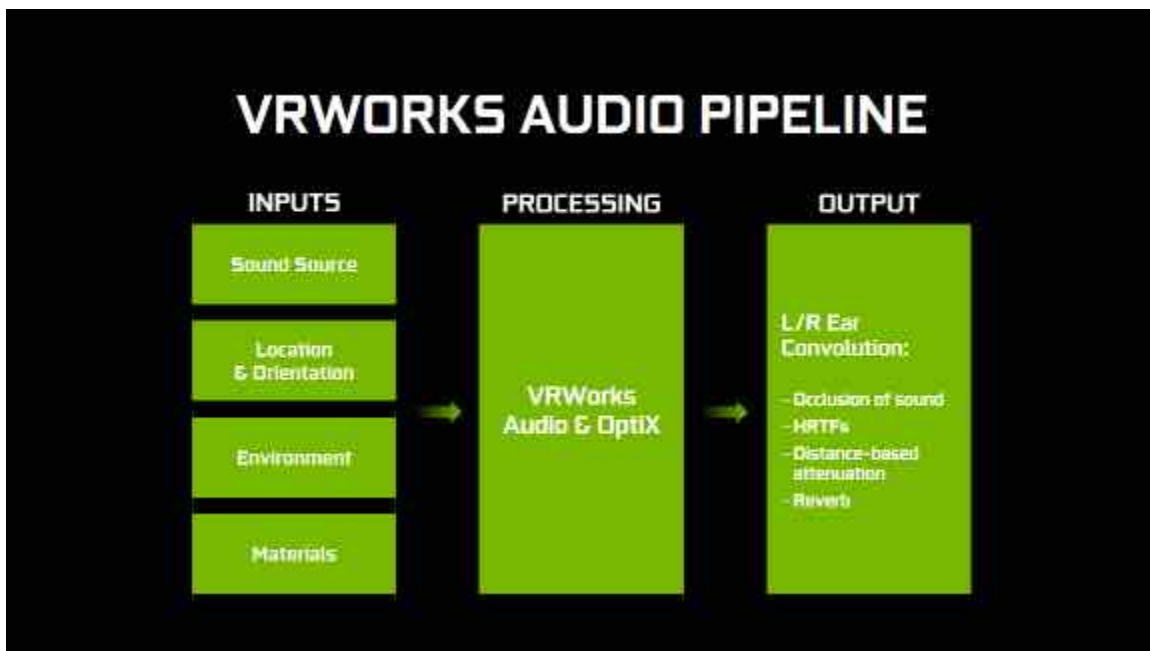 VRWORKS AUDIO PIPELINE
INPUTS
Sound Source
Location
& Orientation
Environment
Materials
PROCESSING
VRWorks
Audio & OptiX
OUTPUT
L/R Ear
Convolution:
- Occlusion of sound
- HRTFs
- Distance-based
attenuation
- Reverb